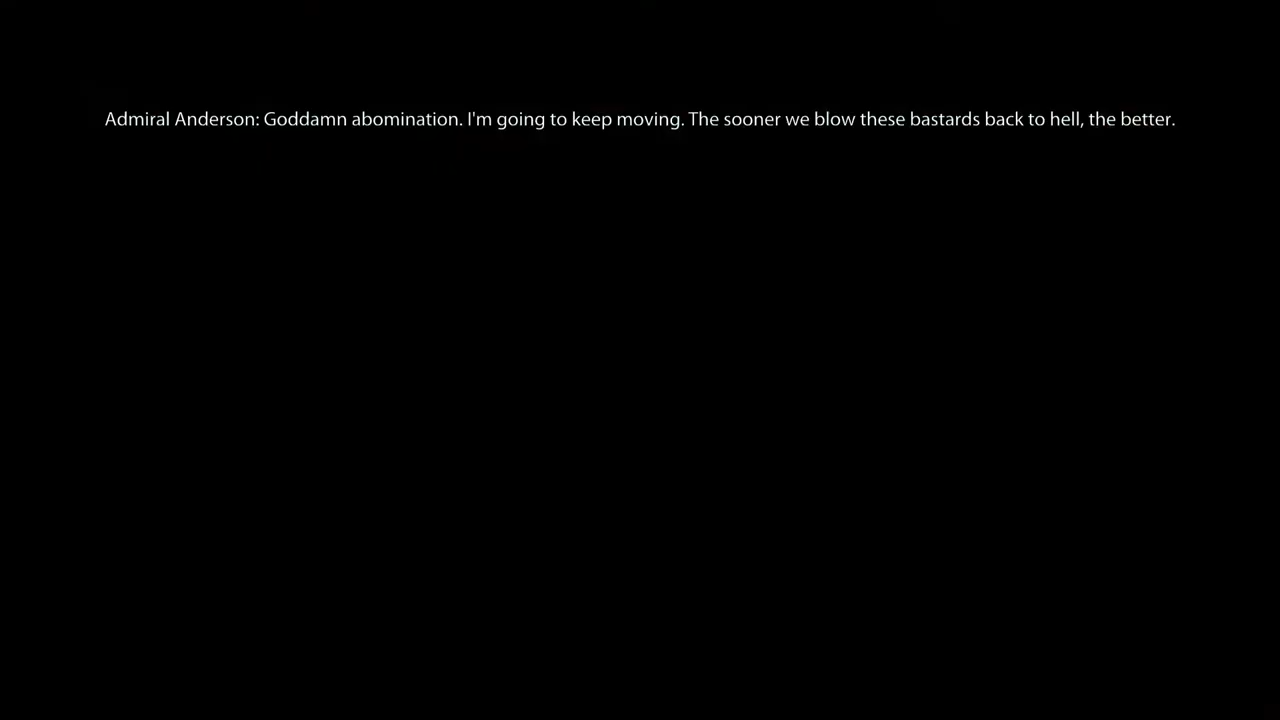 Admiral Anderson: Goddamn abomination. I'm going to keep moving. The sooner we blow these bastards back to hell, the better.